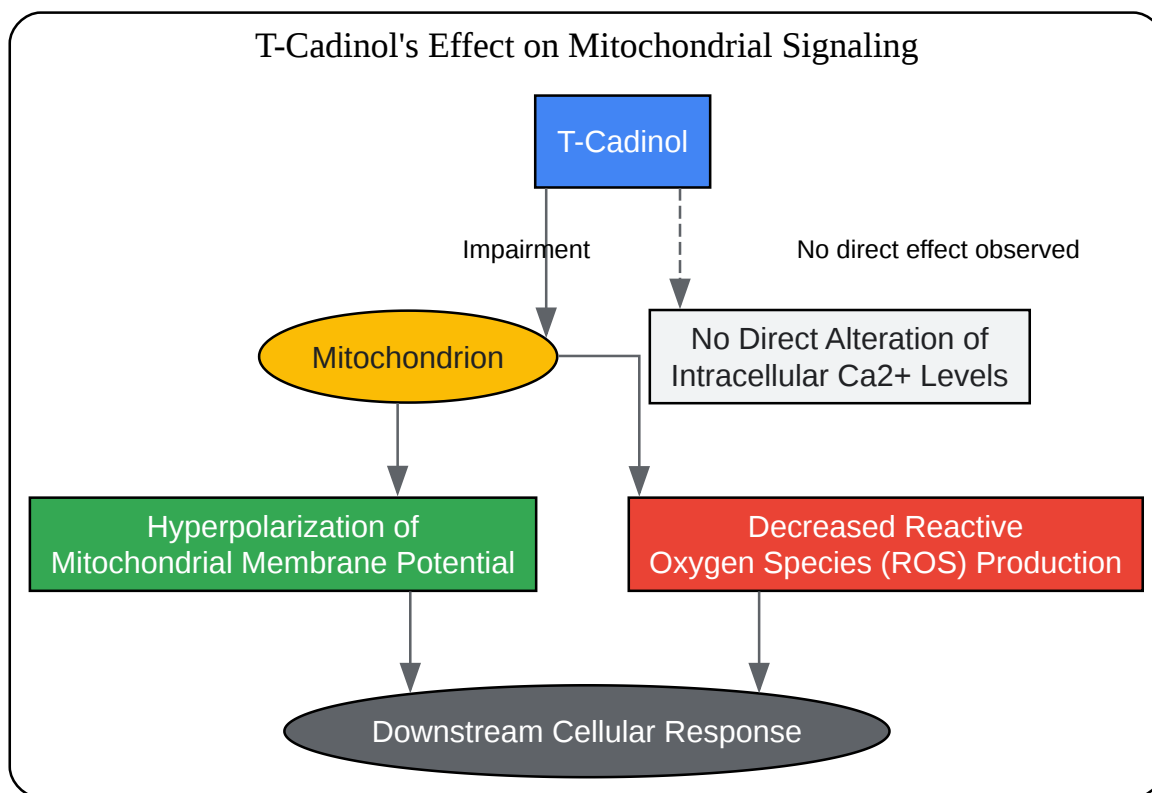 T-Cadinol's Effect on Mitochondrial Signaling
T-Cadinol
Impairment
No direct effect observed
Mitochondrion
No Direct Alteration of
Intracellular Ca2+ Levels
Hyperpolarization of
Mitochondrial Membrane Potential
Decreased Reactive
Oxygen Species (ROS) Production
Downstream Cellular Response